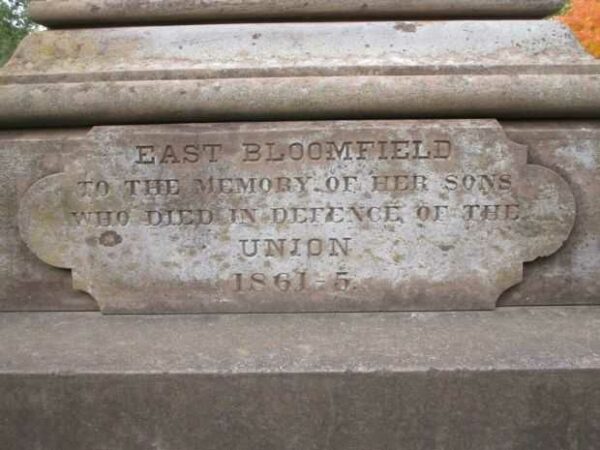 EAST BLOOMFIELD
TO THE MEMORY OF HER SONS
WHO DIED IN DEFENCE OF THE
UNION
1861-5.